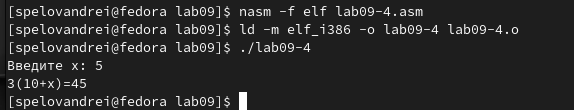 [spelovandrei@fedora lab09]$ nasm -f elf lab09-4.asm
[spelovandrei@fedora lab09]$ ld -m elf_i386 -o lab09-4 lab09-4.o
[spelovandrei@fedora lab09]$ ./lab09-4
Введите x: 5
3(10+x)=45
[spelovandrei@fedora lab09]$